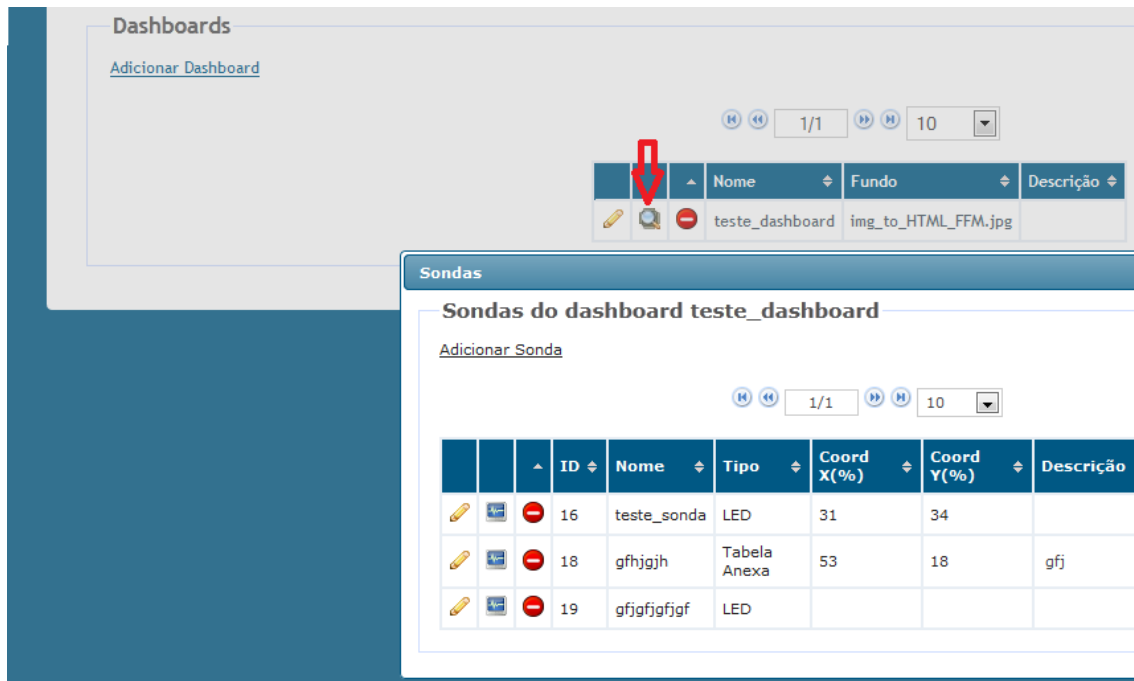 Dashboards
Adicionar Dashboard
1/1 10
Nome Fundo Descrição
teste_dashboard img_to_HTML_FFM.jpg
Sondas
Sondas do dashboard teste_dashboard
Adicionar Sonda
1/1 10
ID Nome Tipo Coord X(%) Coord Y(%) Descrição
16 teste_sonda LED 31 34
18 gfhjgjh Tabela Anexa 53 18 gfj
19 gfjgfjgfjgf LED